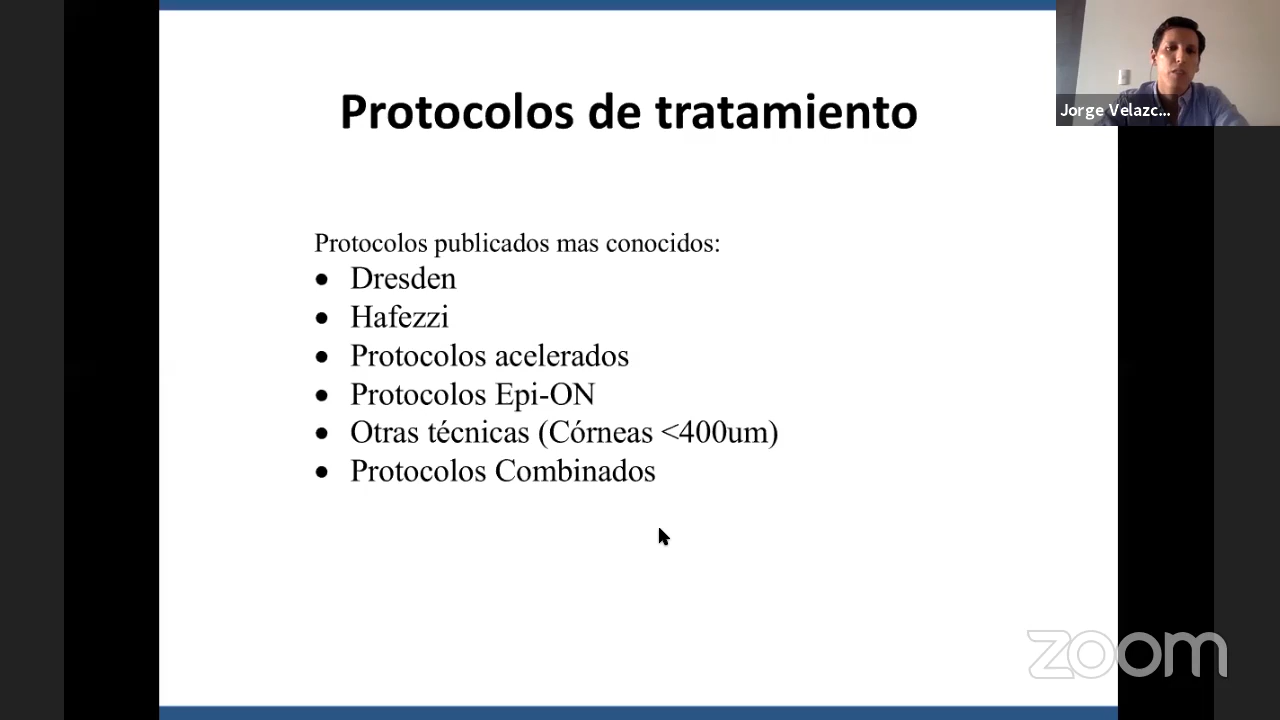 Protocolos de tratamiento
Jorge Velazc...
Protocolos publicados mas conocidos:
• Dresden
• Hafezzi
• Protocolos acelerados
• Protocolos Epi-ON
• Otras técnicas (Córneas <400um)
• Protocolos Combinados
zoom